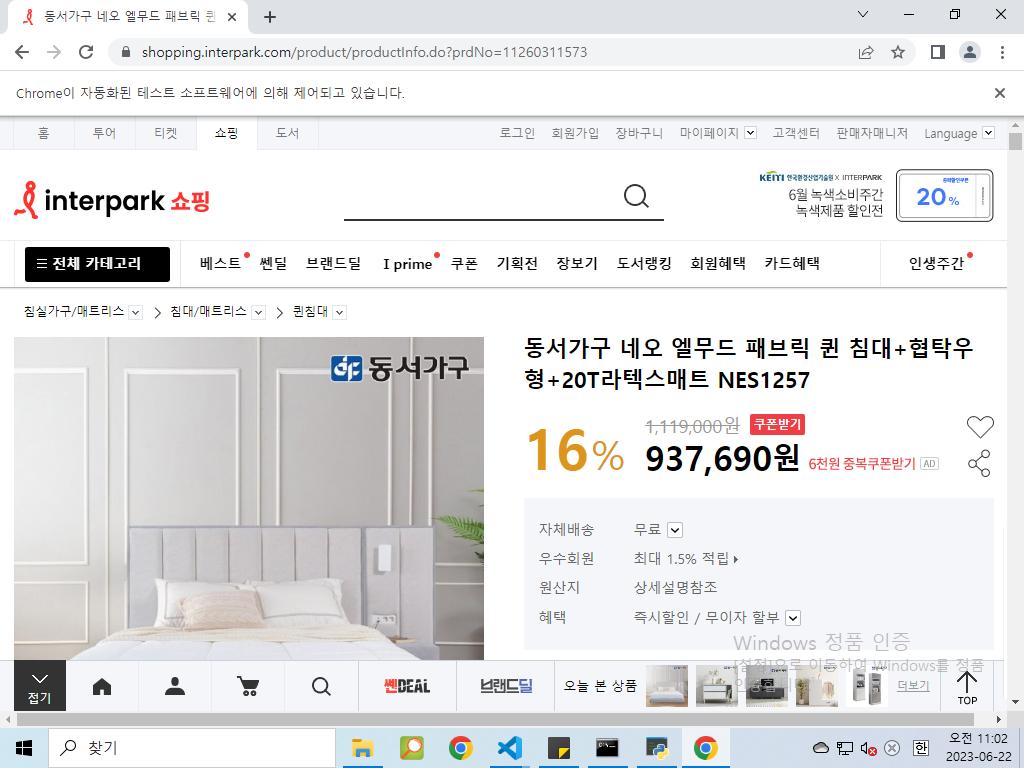 동서가구 네오 엘무드 패브릭 퀸
shopping.interpark.com/product/productInfo.do?prdNo=11260311573
Chrome이 자동화된 테스트 소프트웨어에 의해 제어되고 있습니다.
홈 투어 티켓 쇼핑 도서 로그인 회원가입 장바구니 마이페이지 고객센터 판매자매니저 Language
interpark 쇼핑
KEITI 한국환경산업기술원 X INTERPARK
6월 녹색소비주간
녹색제품 할인전
중복할인쿠폰
20%
전체 카테고리 베스트 쎈딜 브랜드딜 I prime 쿠폰 기획전 장보기 도서랭킹 회원혜택 카드혜택 인생주간
침실가구/매트리스 침대/매트리스 퀸침대
동서가구
동서가구 네오 엘무드 패브릭 퀸 침대+협탁우
형+20T라텍스매트 NES1257
16%
1,119,000원 쿠폰받기
937,690원 6천원 중복쿠폰받기 AD
자체배송 무료
우수회원 최대 1.5% 적립
원산지 상세설명참조
혜택 즉시할인 / 무이자 할부
Windows 정품 인증
[설정]으로 이동하여 Windows를 정품
접기
쎈DEAL
브랜드딜
오늘 본 상품
더보기
TOP
찾기
한
오전 11:02
2023-06-22